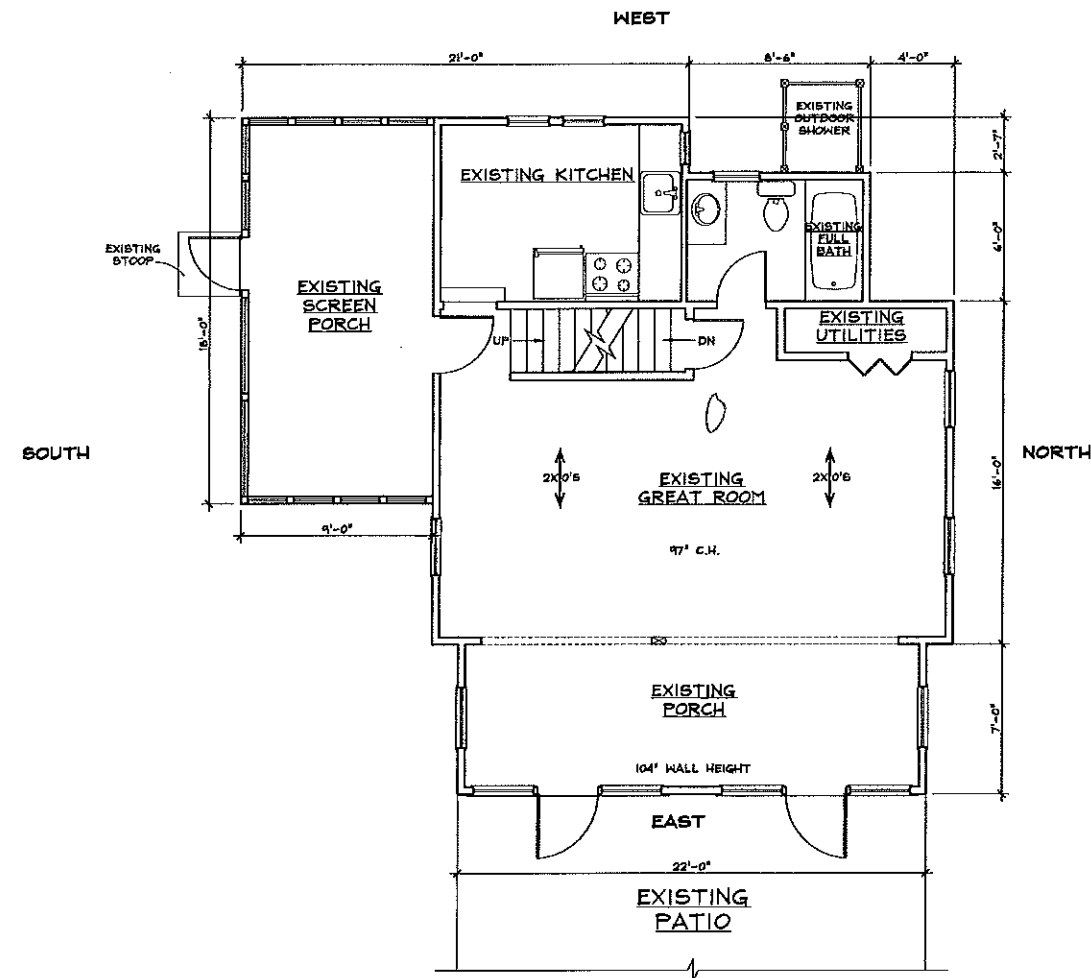 WEST
21'-0"
8'-6"
4'-0"
EXISTING
OUTDOOR
SHOWER
2'-7"
EXISTING KITCHEN
EXISTING
STOOP
EXISTING
SCREEN
PORCH
18'-0"
EXISTING
FULL
BATH
6'-0"
EXISTING
UTILITIES
UP
DN
SOUTH
NORTH
2X10'S
EXISTING
GREAT ROOM
2X10'S
16'-0"
9'-0"
97" C.H.
EXISTING
PORCH
7'-0"
104" WALL HEIGHT
EAST
22'-0"
EXISTING
PATIO